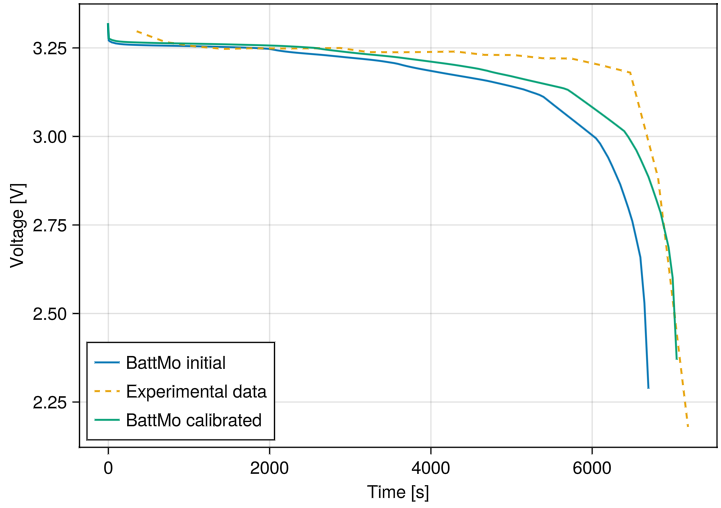 Voltage [V]
3.25
3.00
2.75
2.50
2.25
BattMo initial
Experimental data
BattMo calibrated
0 2000 4000 6000
Time [s]